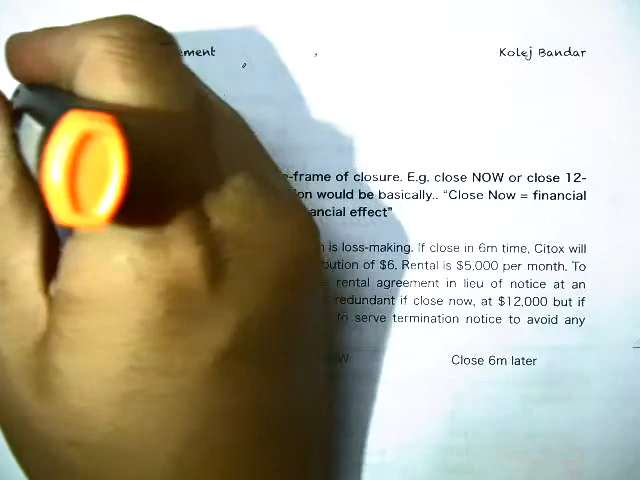 ement Kolej Bandar
-frame of closure. E.g. close NOW or close 12-
on would be basically.. "Close Now = financial
ancial effect"
is loss-making. If close in 6m time, Citox will
bution of $6. Rental is $5,000 per month. To
rental agreement in lieu of notice at an
redundant if close now, at $12,000 but if
to serve termination notice to avoid any
W Close 6m later